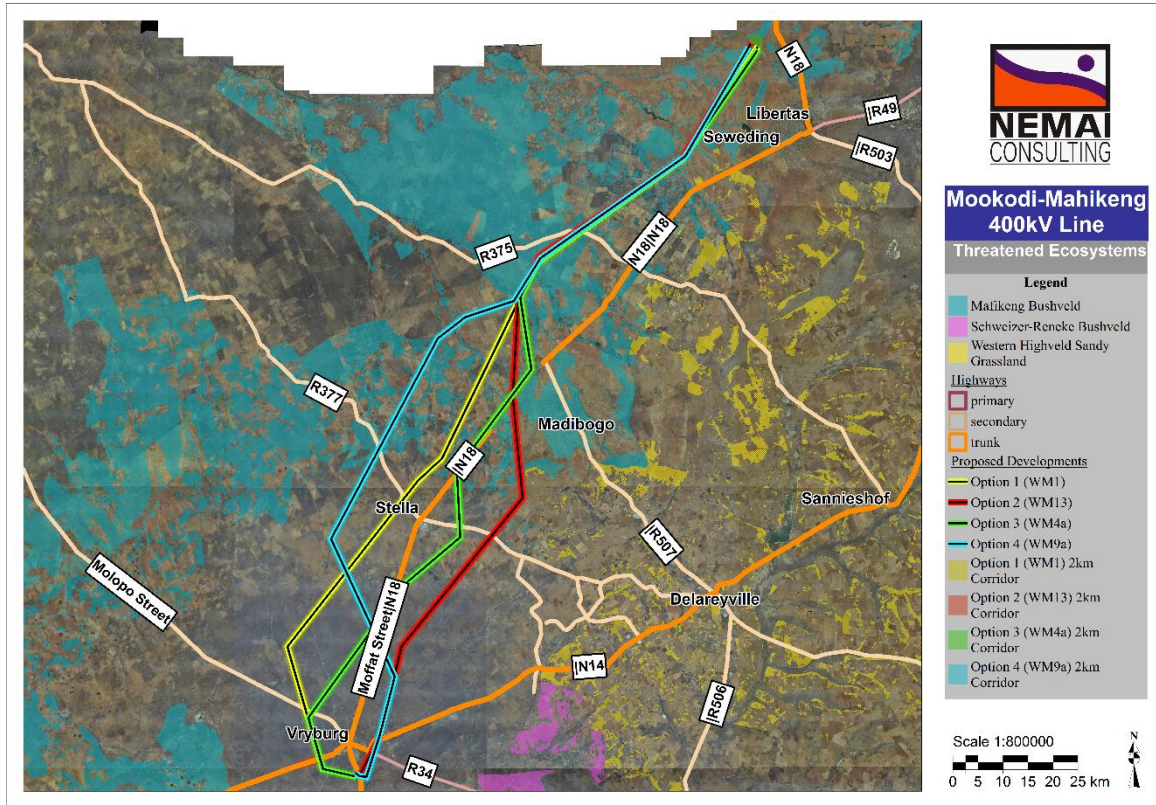 N18
|R49
Libertas
Seweding
|R503
R375
N18|N18
R377
Madibogo
|N18
Stella
Sannieshof
|R507
Molopo Street
Delareyville
Moffat Street|N18
|N14
|R506
Vryburg
R34
NEMAI
CONSULTING
Mookodi-Mahikeng
400kV Line
Threatened Ecosystems
Legend
Mafikeng Bushveld
Schweizer-Reneke Bushveld
Western Highveld Sandy
Grassland
Highways
primary
secondary
trunk
Proposed Developments
Option 1 (WM1)
Option 2 (WM13)
Option 3 (WM4a)
Option 4 (WM9a)
Option 1 (WM1) 2km
Corridor
Option 2 (WM13) 2km
Corridor
Option 3 (WM4a) 2km
Corridor
Option 4 (WM9a) 2km
Corridor
Scale 1:800000
N
0 5 10 15 20 25 km